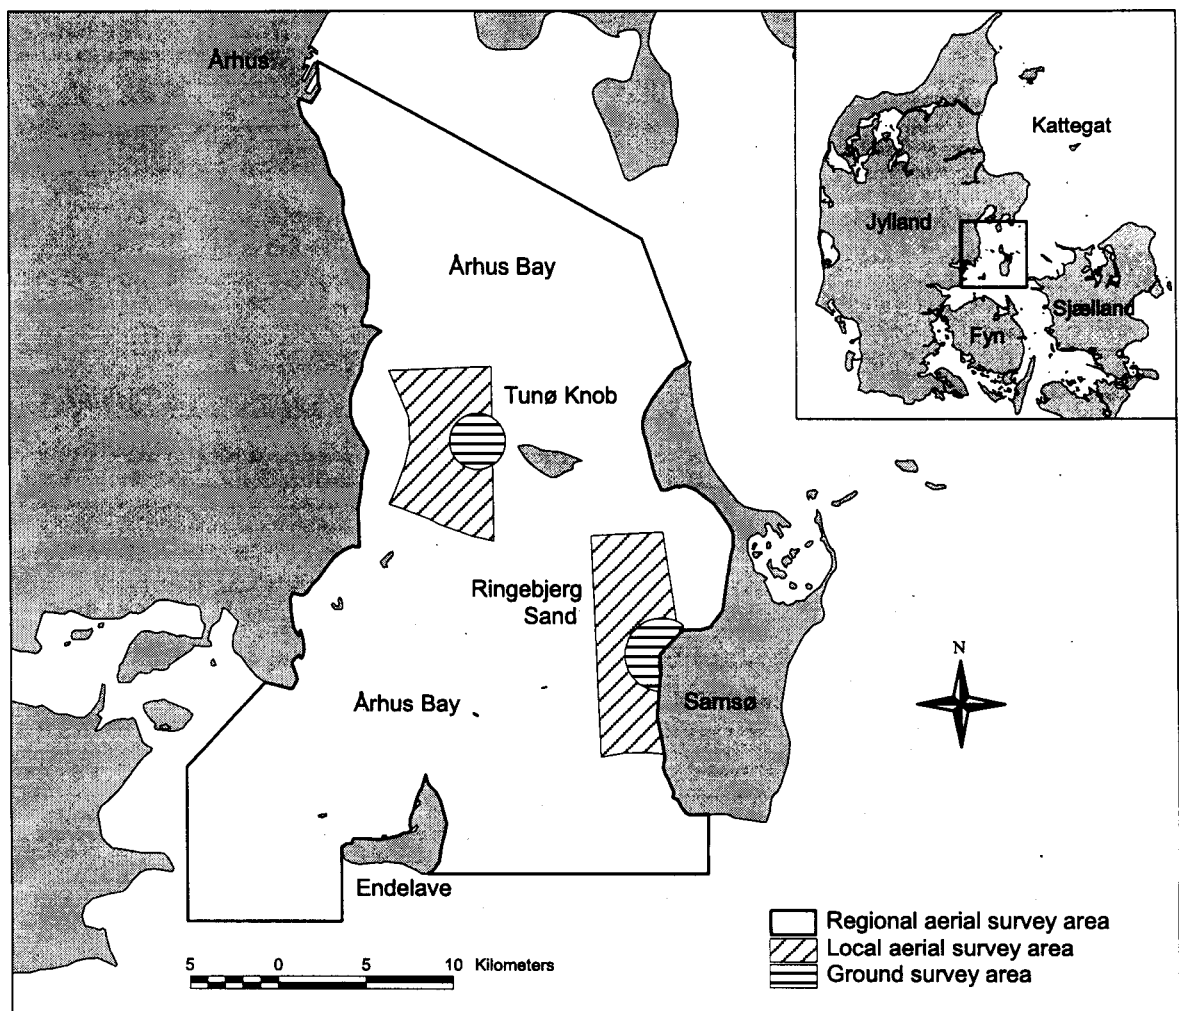 Århus
Kattegat
Jylland
Århus Bay
Sjælland
Fyn
Tunø Knob
Ringebjerg
Sand
N
Århus Bay
Samsø
Endelave
Regional aerial survey area
Local aerial survey area
Ground survey area
5 0 5 10 Kilometers